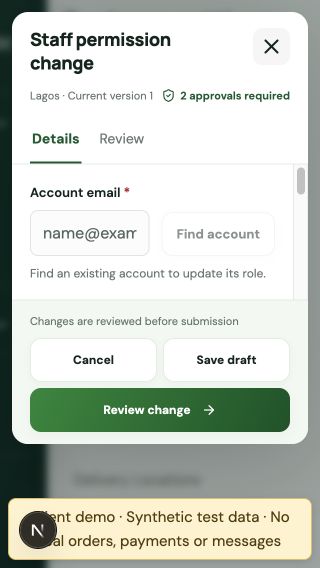 Staff permission
change
Lagos · Current version 1
2 approvals required
Details
Review
Account email *
name@exam
Find account
Find an existing account to update its role.
Changes are reviewed before submission
Cancel
Save draft
Review change →
Delivery Locations
demo · Synthetic test data · No
orders, payments or messages
N